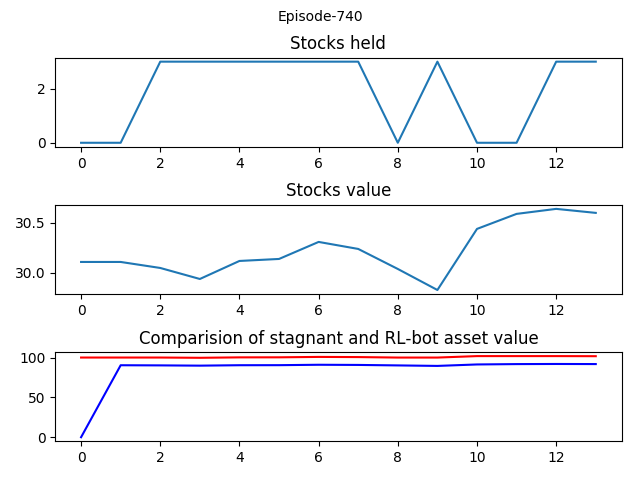 Episode-740
Stocks held
2
0
0 2 4 6 8 10 12
Stocks value
30.5
30.0
0 2 4 6 8 10 12
Comparision of stagnant and RL-bot asset value
100
50
0
0 2 4 6 8 10 12